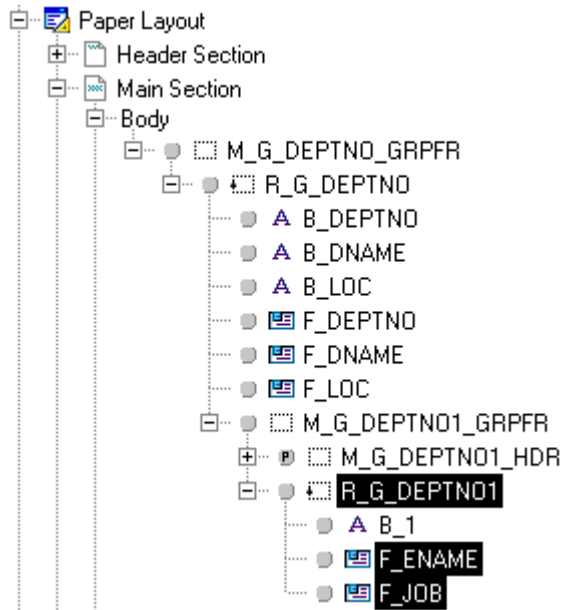 Paper Layout
Header Section
Main Section
Body
M_G_DEPTNO_GRPFR
R_G_DEPTNO
A B_DEPTNO
A B_DNAME
A B_LOC
F_DEPTNO
F_DNAME
F_LOC
M_G_DEPTNO1_GRPFR
P M_G_DEPTNO1_HDR
R_G_DEPTNO1
A B_1
F_ENAME
F_JOB